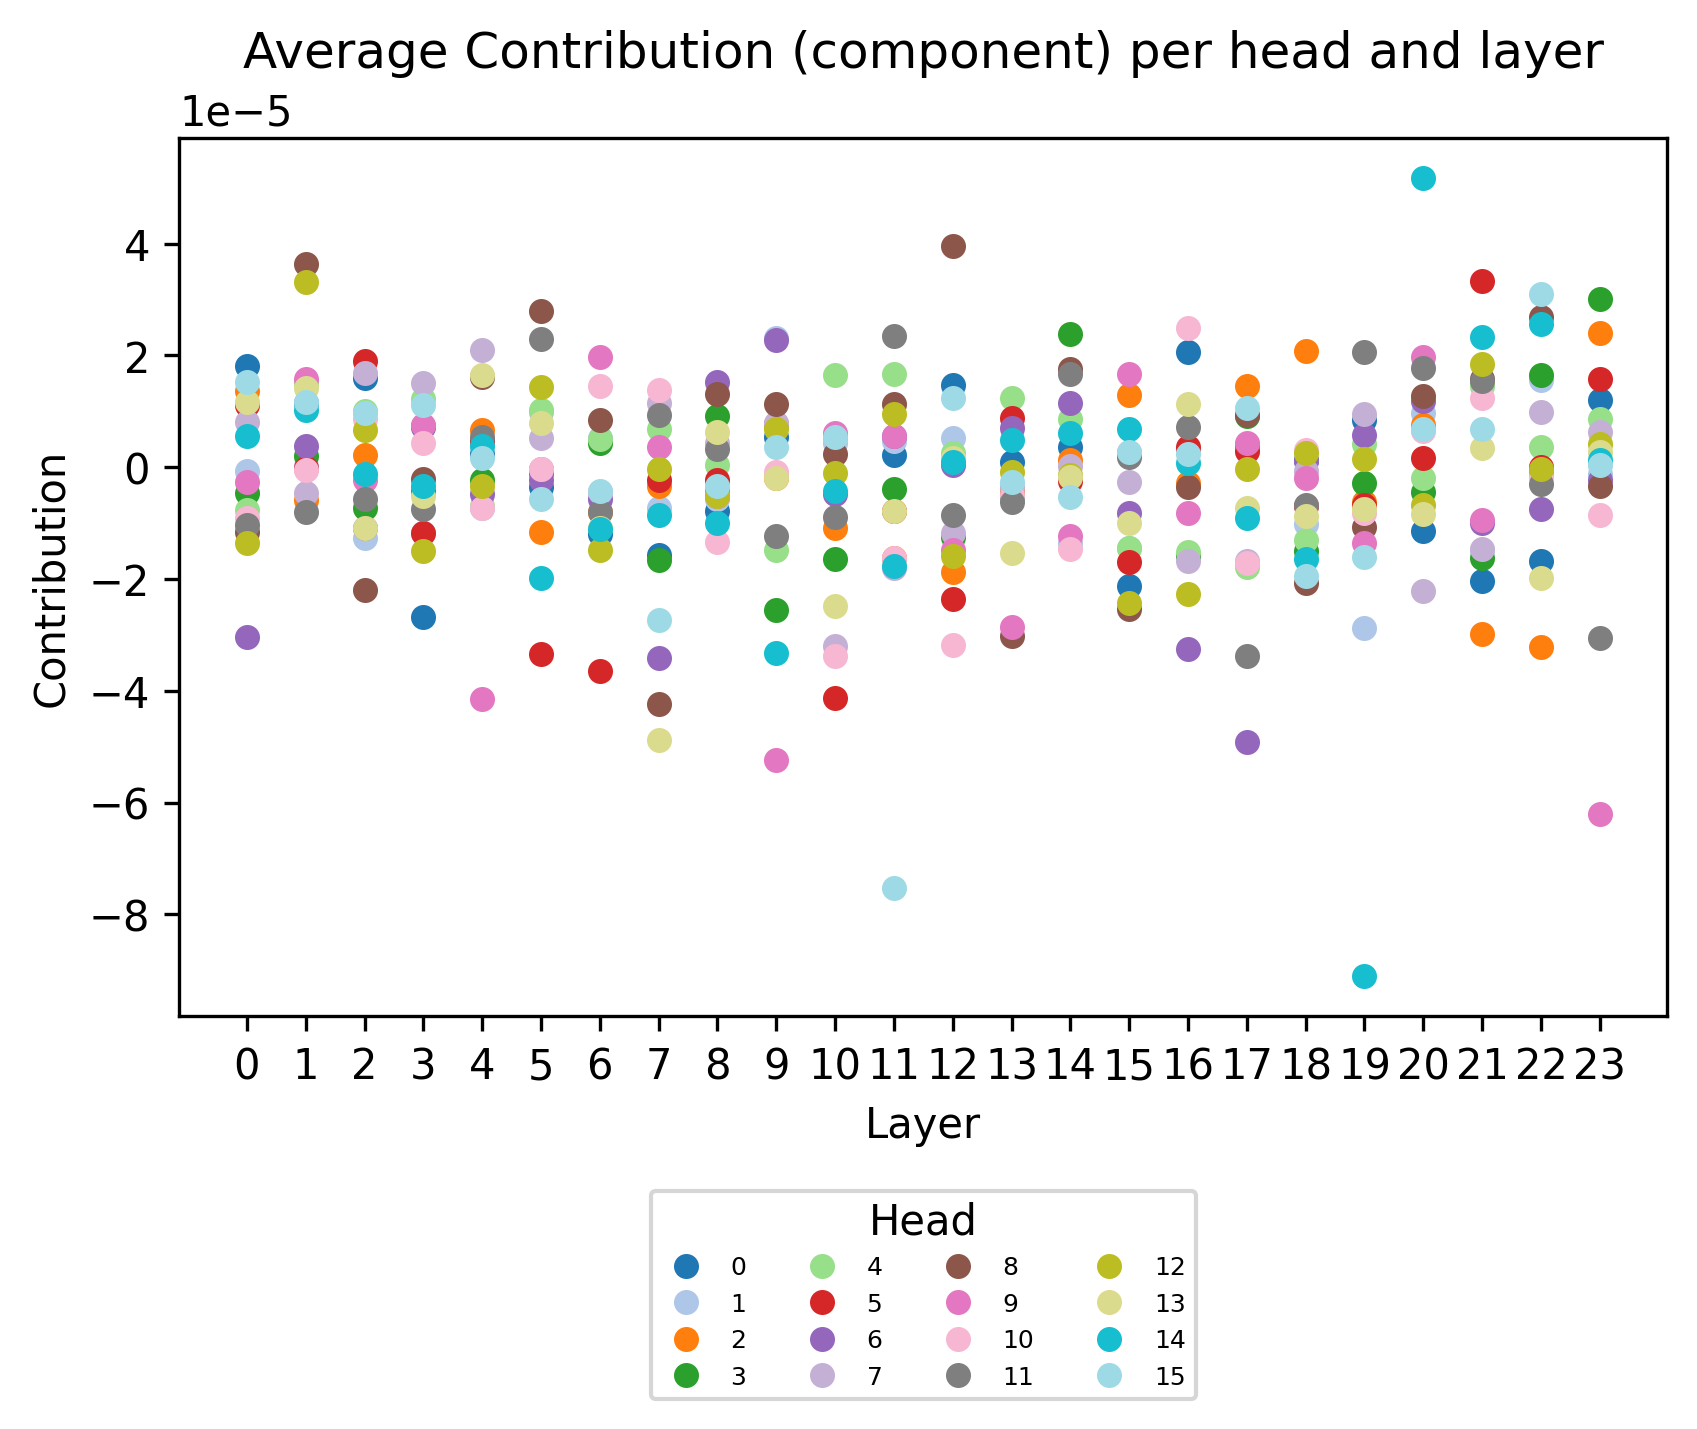 Average Contribution (component) per head and layer
1e−5
4
2
0
−2
−4
−6
−8
Contribution
0 1 2 3 4 5 6 7 8 9 10 11 12 13 14 15 16 17 18 19 20 21 22 23
Layer
Head
0 4 8 12
1 5 9 13
2 6 10 14
3 7 11 15